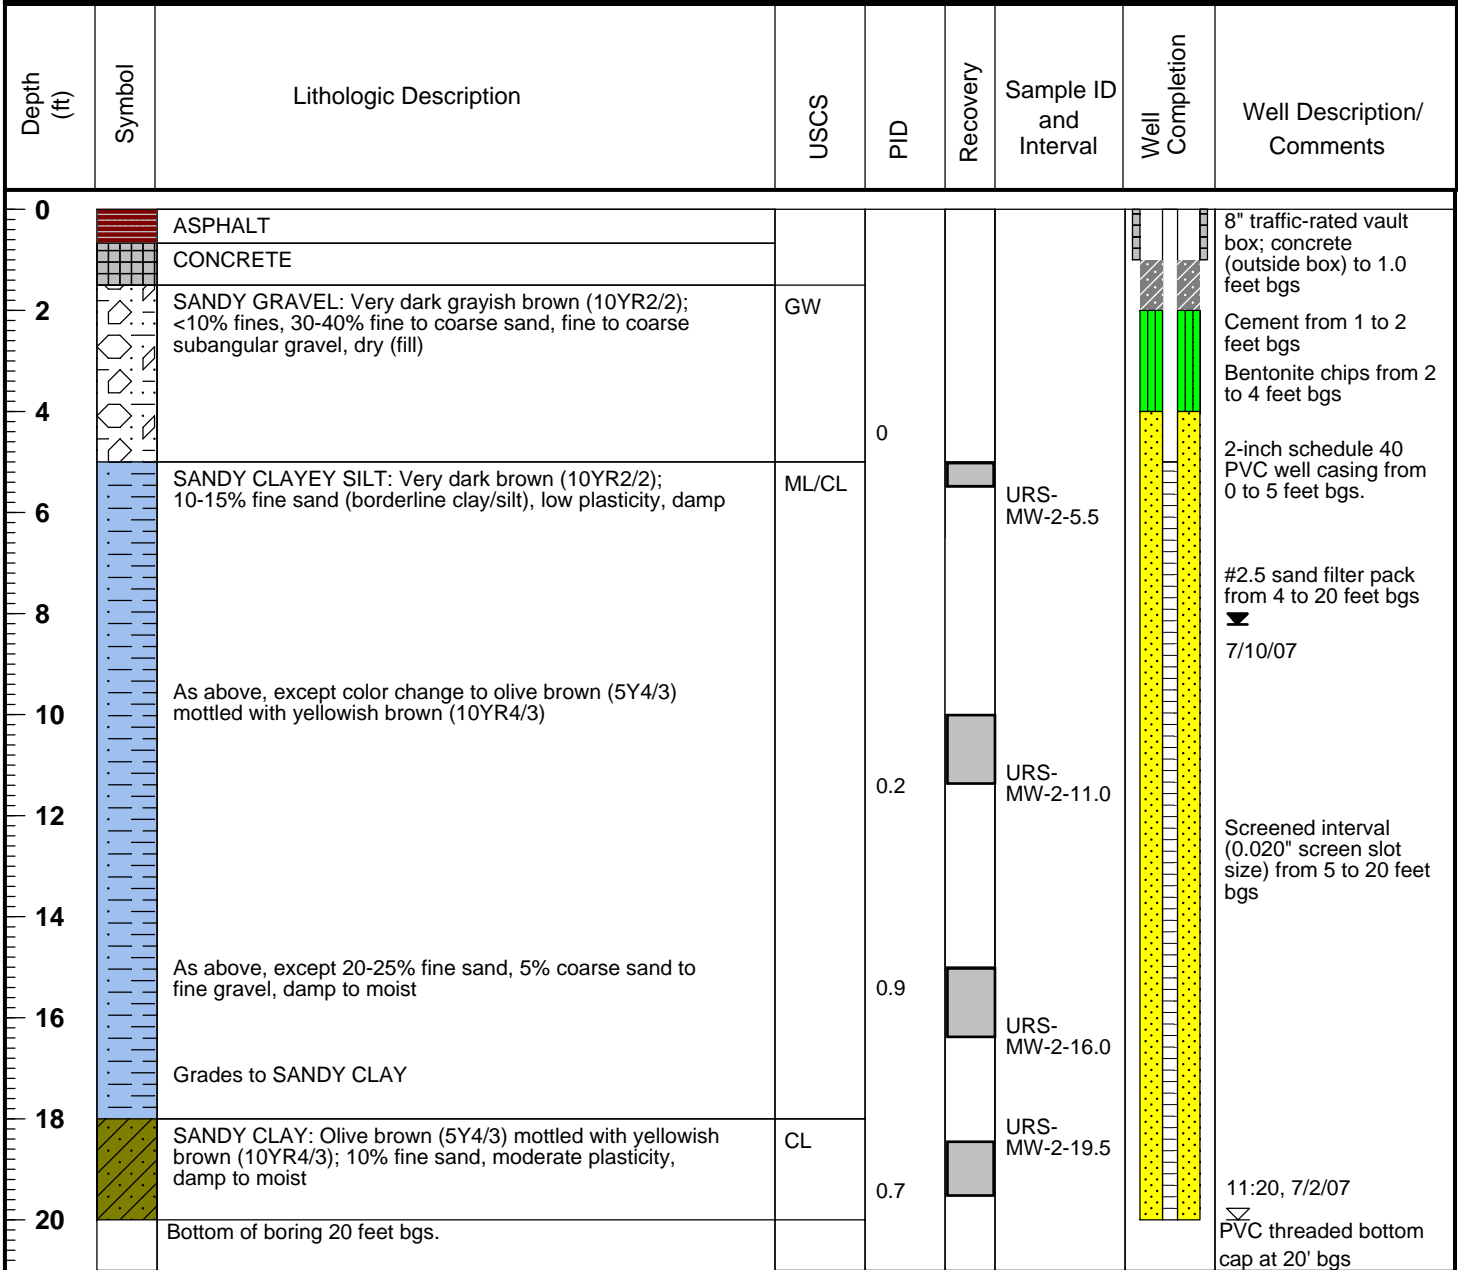 Depth
(ft)
Symbol
Lithologic Description
USCS
PID
Recovery
Sample ID
and
Interval
Well
Completion
Well Description/
Comments
0
ASPHALT
8" traffic-rated vault
box; concrete
(outside box) to 1.0
feet bgs
CONCRETE
2
SANDY GRAVEL: Very dark grayish brown (10YR2/2);
<10% fines, 30-40% fine to coarse sand, fine to coarse
subangular gravel, dry (fill)
GW
Cement from 1 to 2
feet bgs
Bentonite chips from 2
to 4 feet bgs
4
0
2-inch schedule 40
PVC well casing from
0 to 5 feet bgs.
SANDY CLAYEY SILT: Very dark brown (10YR2/2);
10-15% fine sand (borderline clay/silt), low plasticity, damp
ML/CL
URS-
MW-2-5.5
6
#2.5 sand filter pack
from 4 to 20 feet bgs
8
7/10/07
As above, except color change to olive brown (5Y4/3)
mottled with yellowish brown (10YR4/3)
10
0.2
URS-
MW-2-11.0
12
Screened interval
(0.020" screen slot
size) from 5 to 20 feet
bgs
14
As above, except 20-25% fine sand, 5% coarse sand to
fine gravel, damp to moist
0.9
16
URS-
MW-2-16.0
Grades to SANDY CLAY
18
SANDY CLAY: Olive brown (5Y4/3) mottled with yellowish
brown (10YR4/3); 10% fine sand, moderate plasticity,
damp to moist
CL
URS-
MW-2-19.5
0.7
11:20, 7/2/07
20
Bottom of boring 20 feet bgs.
PVC threaded bottom
cap at 20' bgs